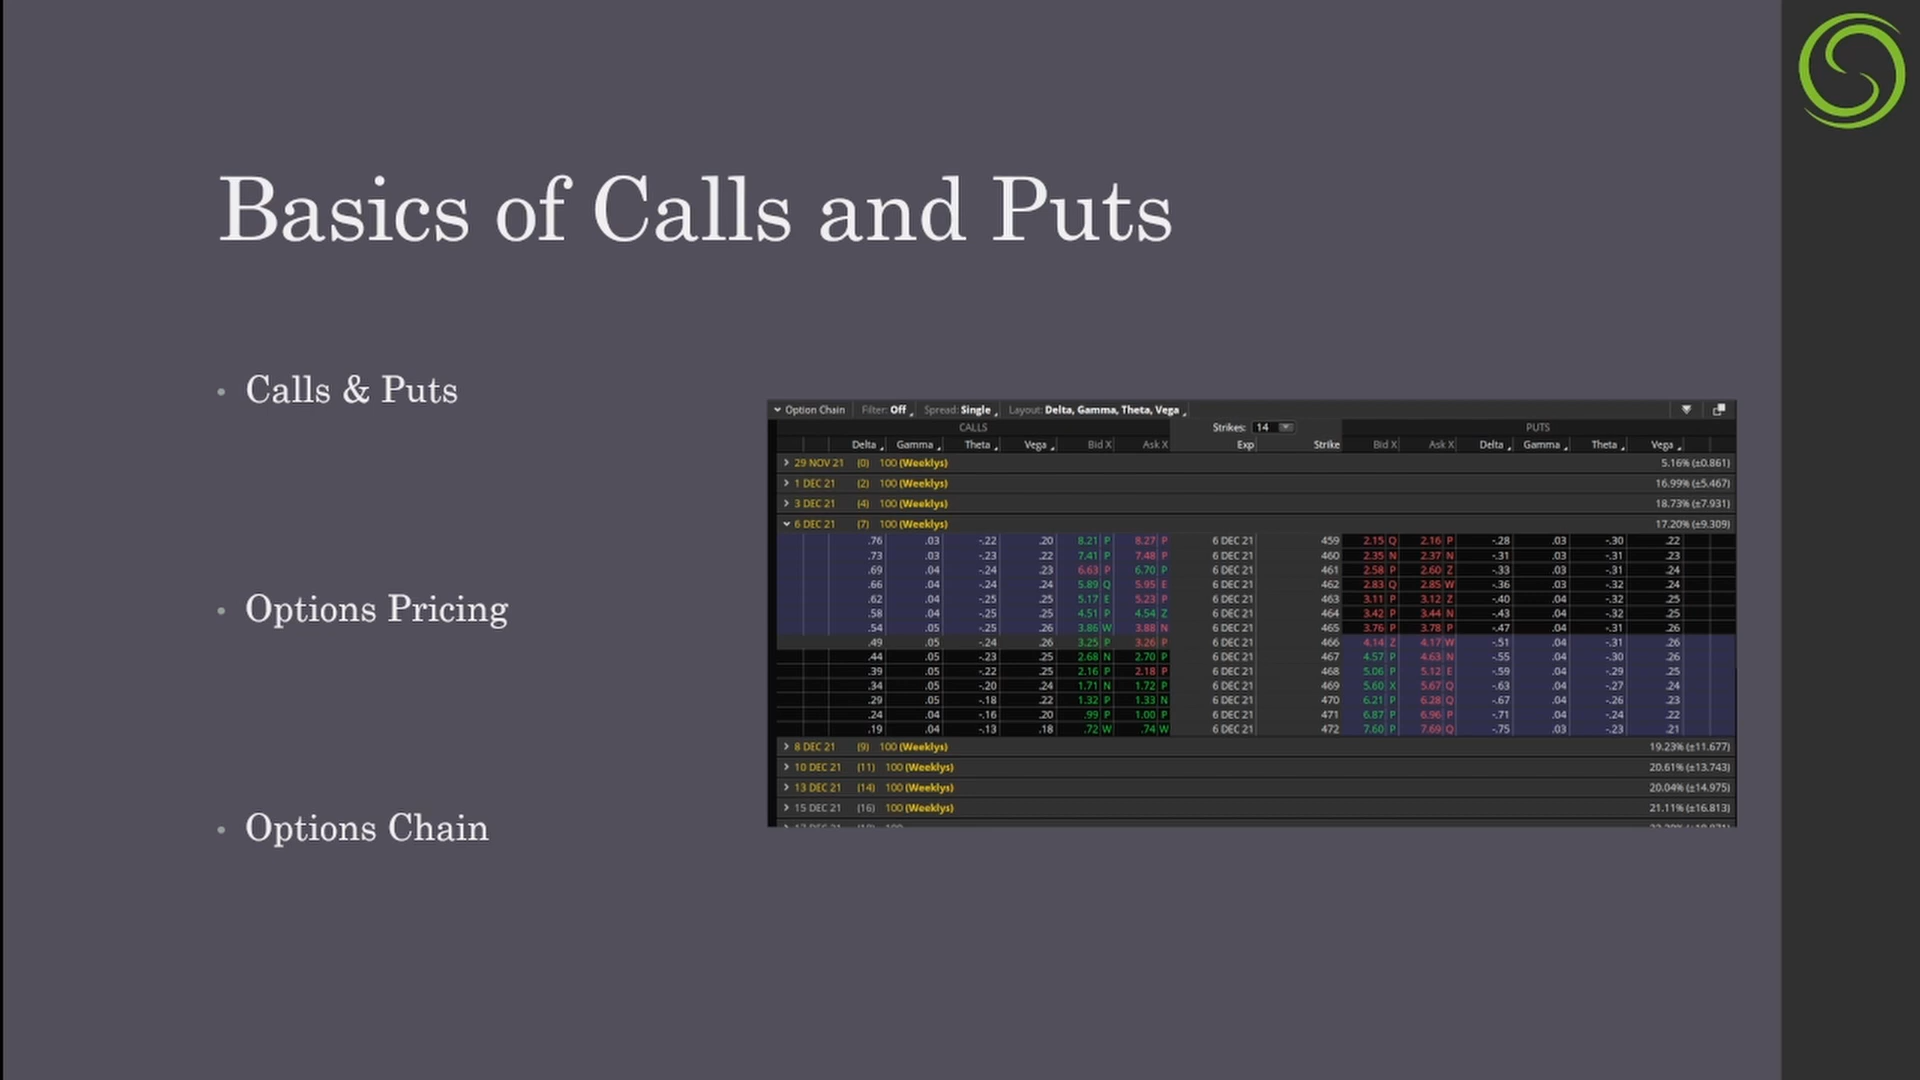 Basics of Calls and Puts
• Calls & Puts
• Options Pricing
• Options Chain
Option Chain Filter: Off Spread: Single Layout: Delta, Gamma, Theta, Vega
CALLS Strikes: 14 PUTS
Delta Gamma Theta Vega Bid X Ask X Exp Strike Bid X Ask X Delta Gamma Theta Vega
29 NOV 21 (0) 100 (Weeklys) 5.16% (±0.861)
1 DEC 21 (2) 100 (Weeklys) 16.99% (±5.467)
3 DEC 21 (4) 100 (Weeklys) 18.73% (±7.931)
6 DEC 21 (7) 100 (Weeklys) 17.20% (±9.309)
.76 .03 -.22 .20 8.21 P 8.27 P 6 DEC 21 459 2.15 Q 2.16 P -.28 .03 -.30 .22
.73 .03 -.23 .22 7.41 P 7.48 P 6 DEC 21 460 2.35 N 2.37 N -.31 .03 -.31 .23
.69 .04 -.24 .23 6.63 P 6.70 P 6 DEC 21 461 2.58 P 2.60 Z -.33 .03 -.31 .24
.66 .04 -.24 .24 5.89 Q 5.95 E 6 DEC 21 462 2.83 Q 2.85 W -.36 .03 -.32 .24
.62 .04 -.25 .25 5.17 E 5.23 P 6 DEC 21 463 3.11 P 3.12 Z -.40 .04 -.32 .25
.58 .04 -.25 .25 4.51 P 4.54 Z 6 DEC 21 464 3.42 P 3.44 N -.43 .04 -.32 .25
.54 .05 -.25 .26 3.86 W 3.88 N 6 DEC 21 465 3.76 P 3.78 P -.47 .04 -.31 .26
.49 .05 -.24 .26 3.25 P 3.26 P 6 DEC 21 466 4.14 Z 4.17 W -.51 .04 -.31 .26
.44 .05 -.23 .25 2.68 N 2.70 P 6 DEC 21 467 4.57 P 4.63 N -.55 .04 -.30 .26
.39 .05 -.22 .25 2.16 P 2.18 P 6 DEC 21 468 5.06 P 5.12 E -.59 .04 -.29 .25
.34 .05 -.20 .24 1.71 N 1.72 P 6 DEC 21 469 5.60 X 5.67 Q -.63 .04 -.27 .24
.29 .05 -.18 .22 1.32 P 1.33 N 6 DEC 21 470 6.21 P 6.28 Q -.67 .04 -.26 .23
.24 .04 -.16 .20 .99 P 1.00 P 6 DEC 21 471 6.87 P 6.96 P -.71 .04 -.24 .22
.19 .04 -.13 .18 .72 W .74 W 6 DEC 21 472 7.60 P 7.69 Q -.75 .03 -.23 .21
8 DEC 21 (9) 100 (Weeklys) 19.23% (±11.677)
10 DEC 21 (11) 100 (Weeklys) 20.61% (±13.743)
13 DEC 21 (14) 100 (Weeklys) 20.04% (±14.975)
15 DEC 21 (16) 100 (Weeklys) 21.11% (±16.813)